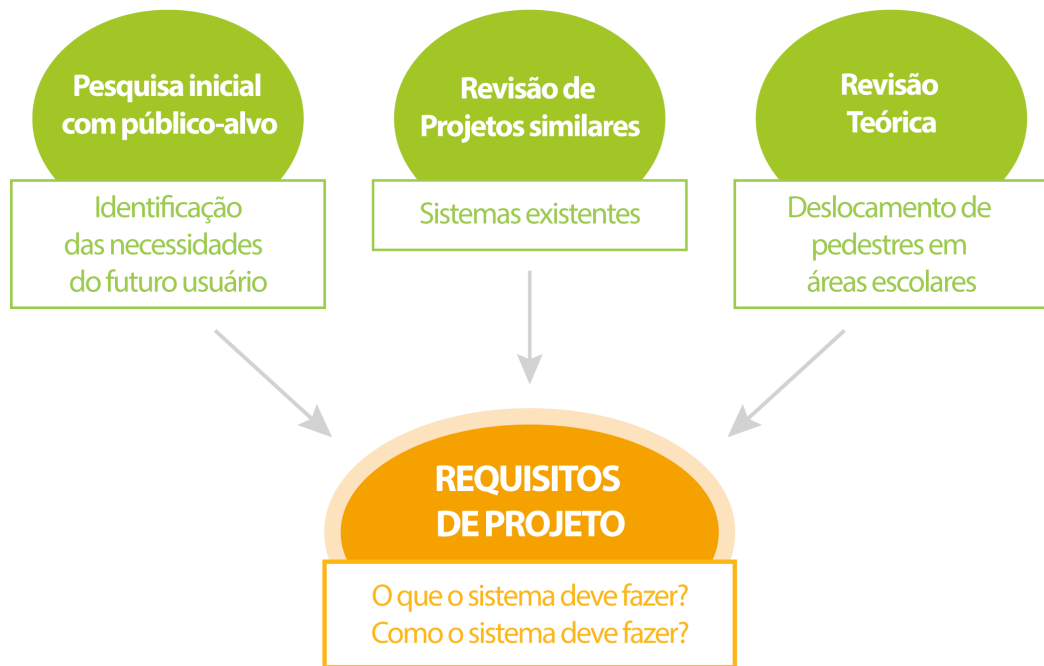 Pesquisa inicial
com público-alvo
Identificação
das necessidades
do futuro usuário
Revisão de
Projetos similares
Sistemas existentes
Revisão
Teórica
Deslocamento de
pedestres em
áreas escolares
REQUISITOS
DE PROJETO
O que o sistema deve fazer?
Como o sistema deve fazer?